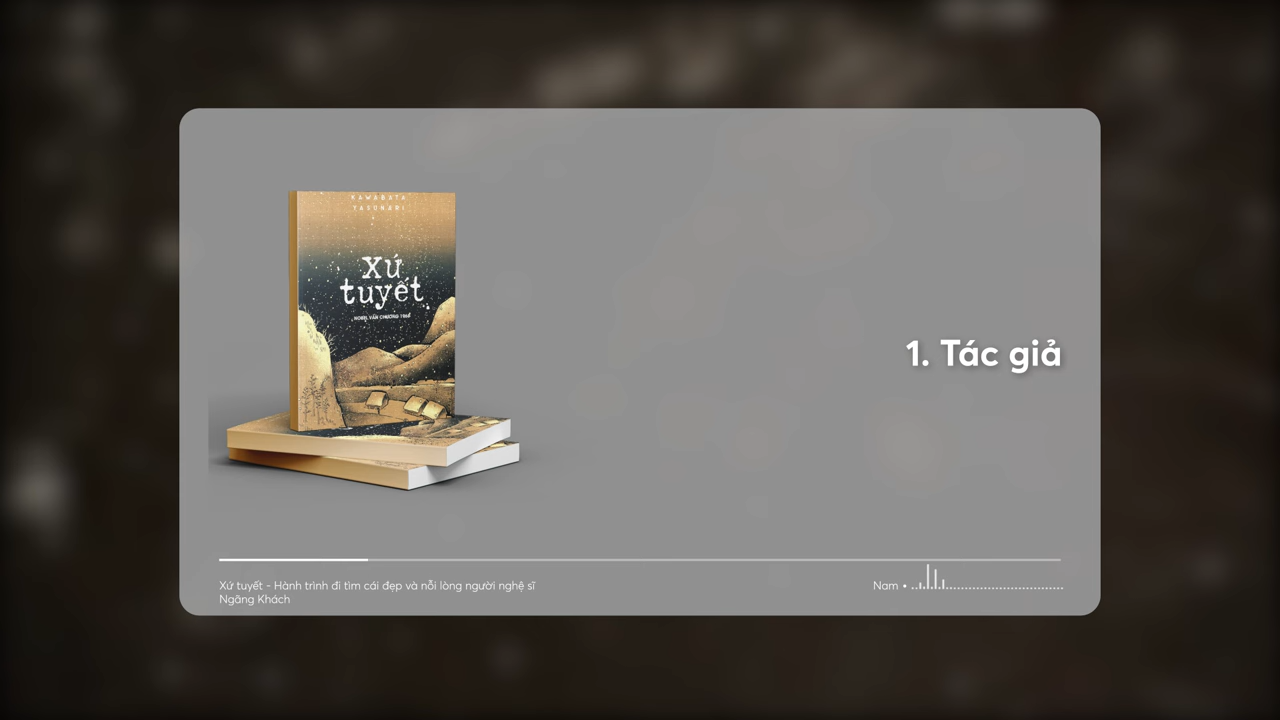 KAWABATA
YASUNARI
Xứ
tuyết
NOBEL VĂN CHƯƠNG 1968
1. Tác giả
Xứ tuyết - Hành trình đi tìm cái đẹp và nỗi lòng người nghệ sĩ
Ngãng Khách
Nam •